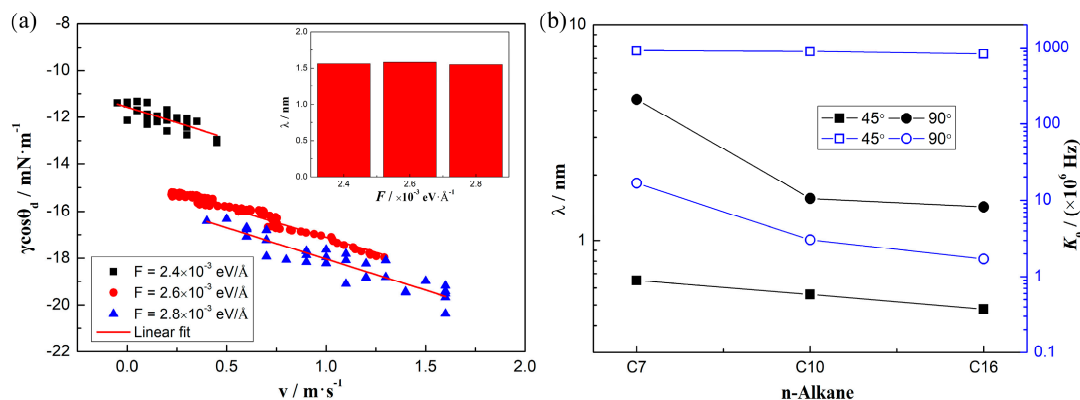 (a)
-8
-10
-12
-14
-16
-18
-20
-22
γcosθd / mN·m⁻¹
0.0 0.5 1.0 1.5 2.0
v / m·s⁻¹
F = 2.4×10⁻³ eV/Å
F = 2.6×10⁻³ eV/Å
F = 2.8×10⁻³ eV/Å
Linear fit
2.0
1.5
1.0
0.5
0.0
λ / nm
2.4 2.6 2.8
F / ×10⁻³ eV·Å⁻¹
(b)
10
1
λ / nm
45° 90°
45° 90°
1000
100
10
1
0.1
K₀ / (×10⁶ Hz)
C7 C10 C16
n-Alkane